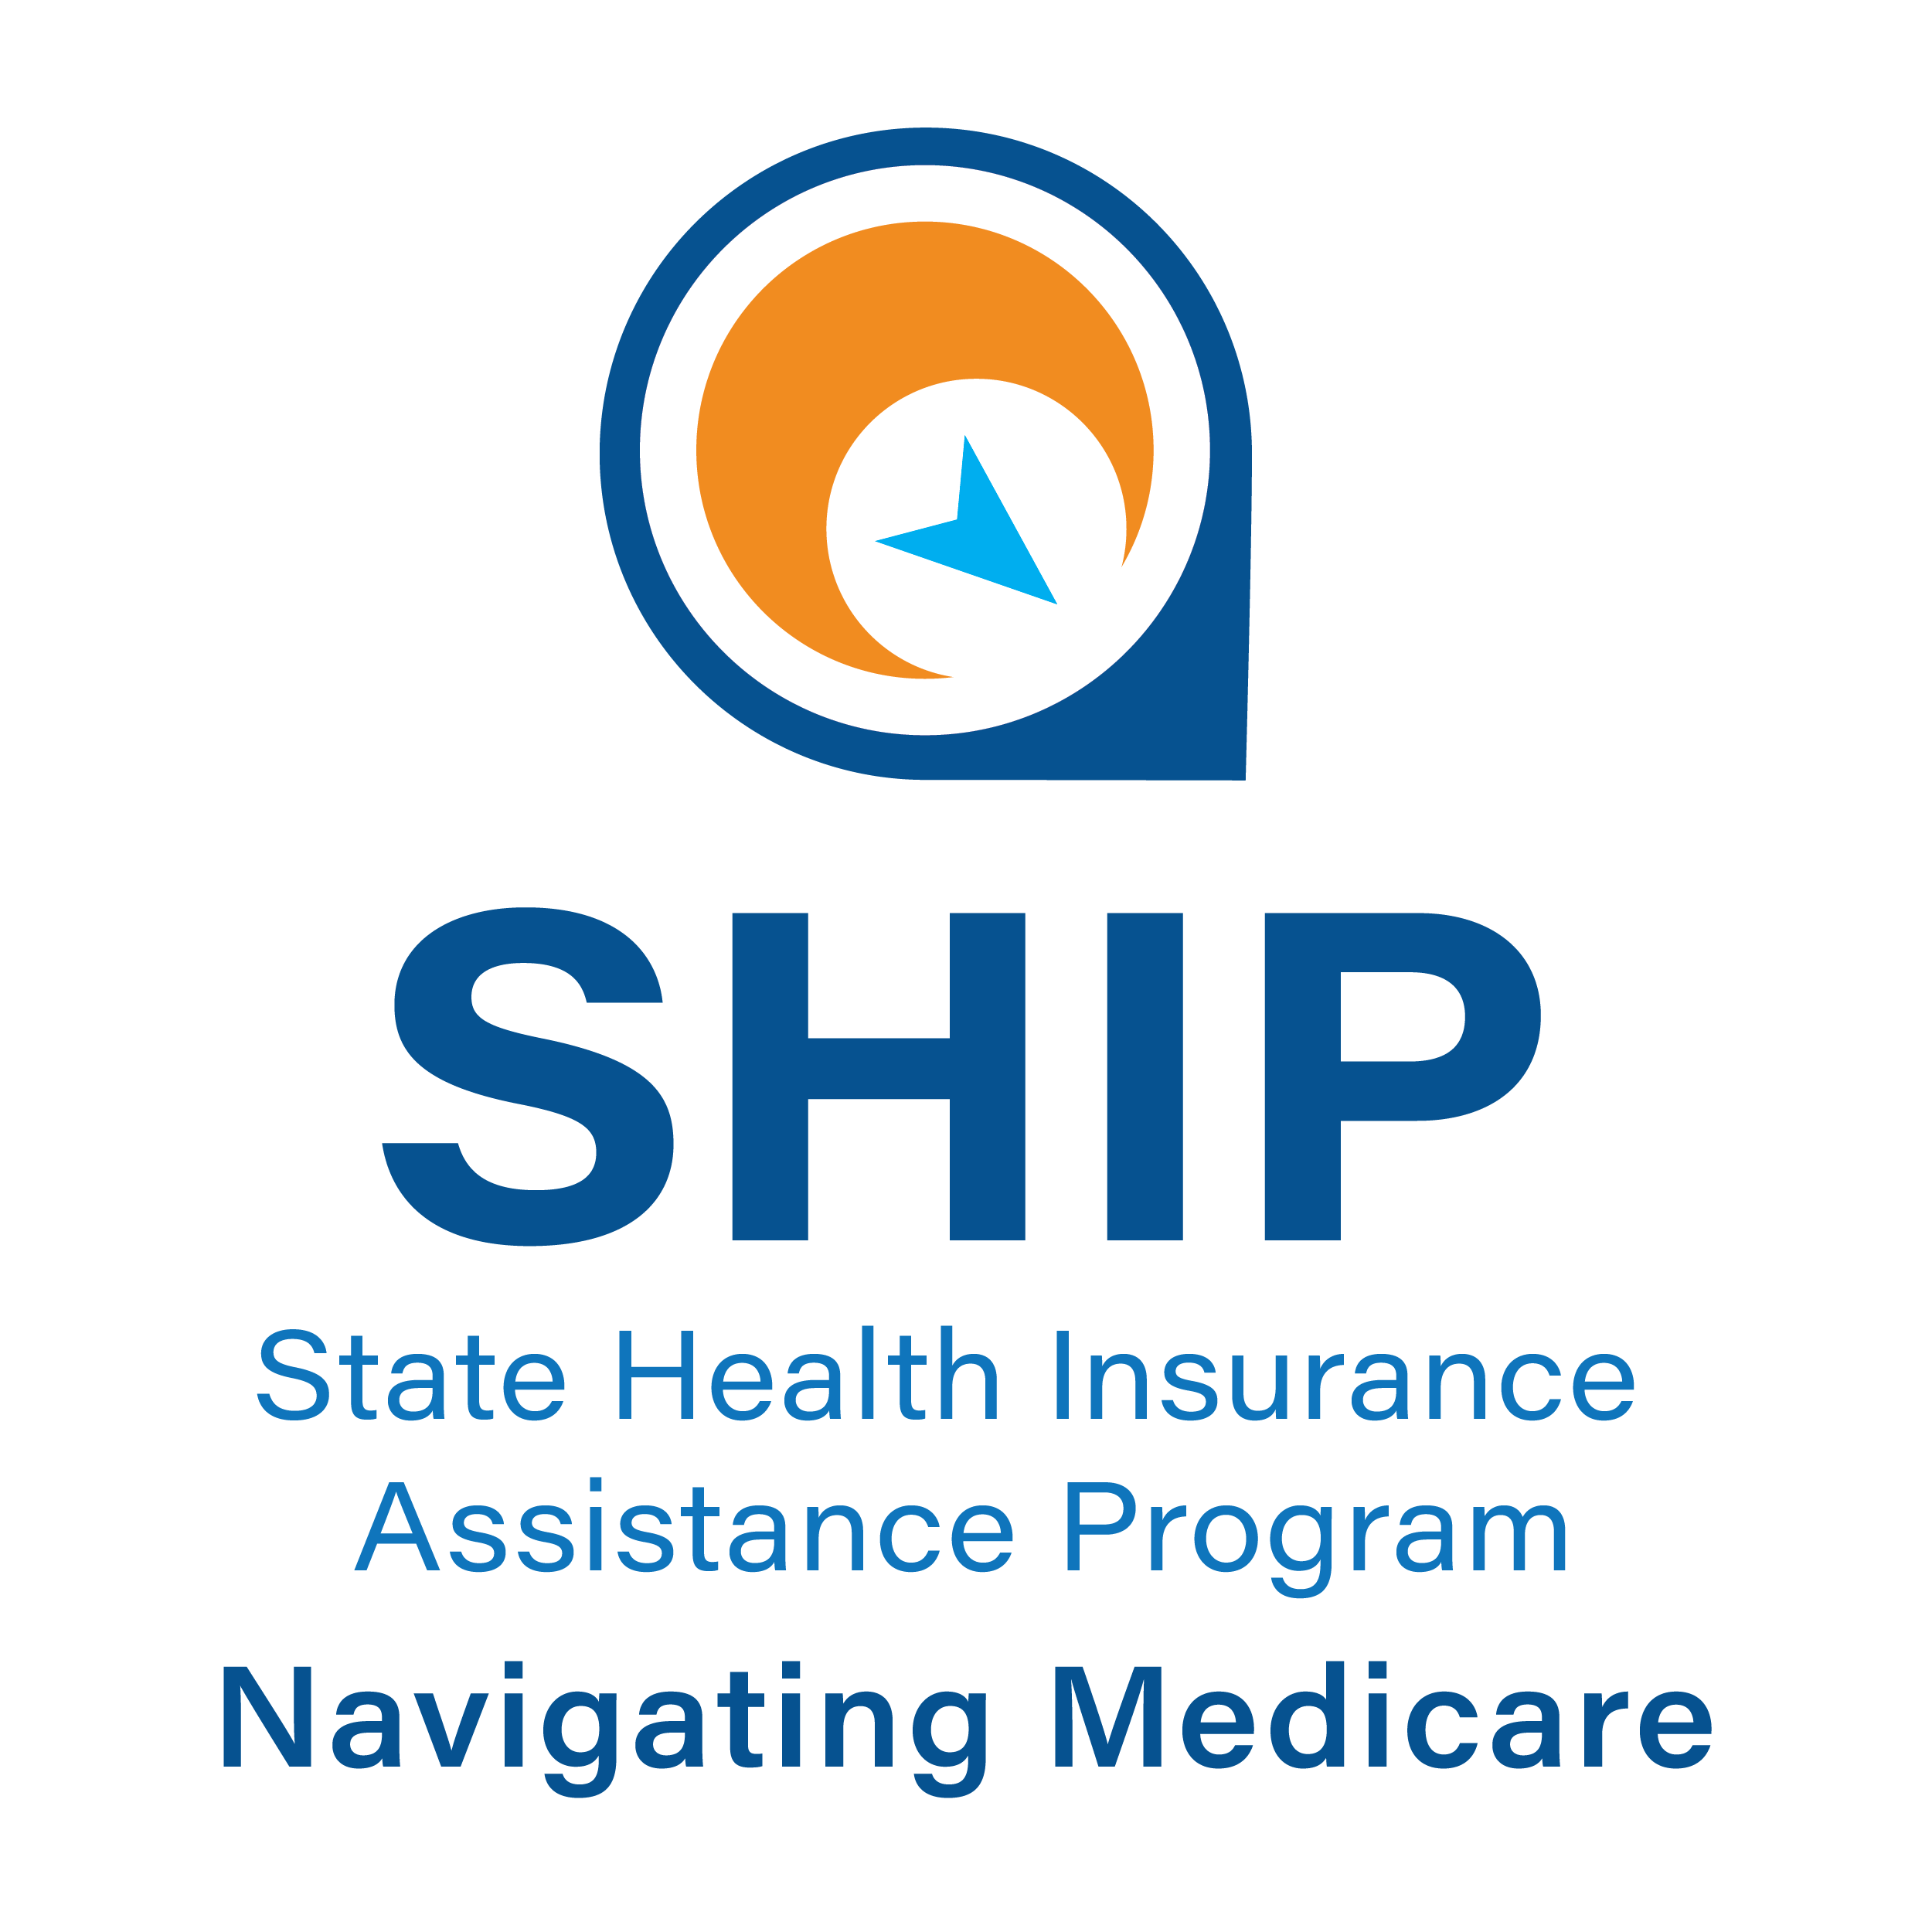 SHIP
State Health Insurance
Assistance Program
Navigating Medicare